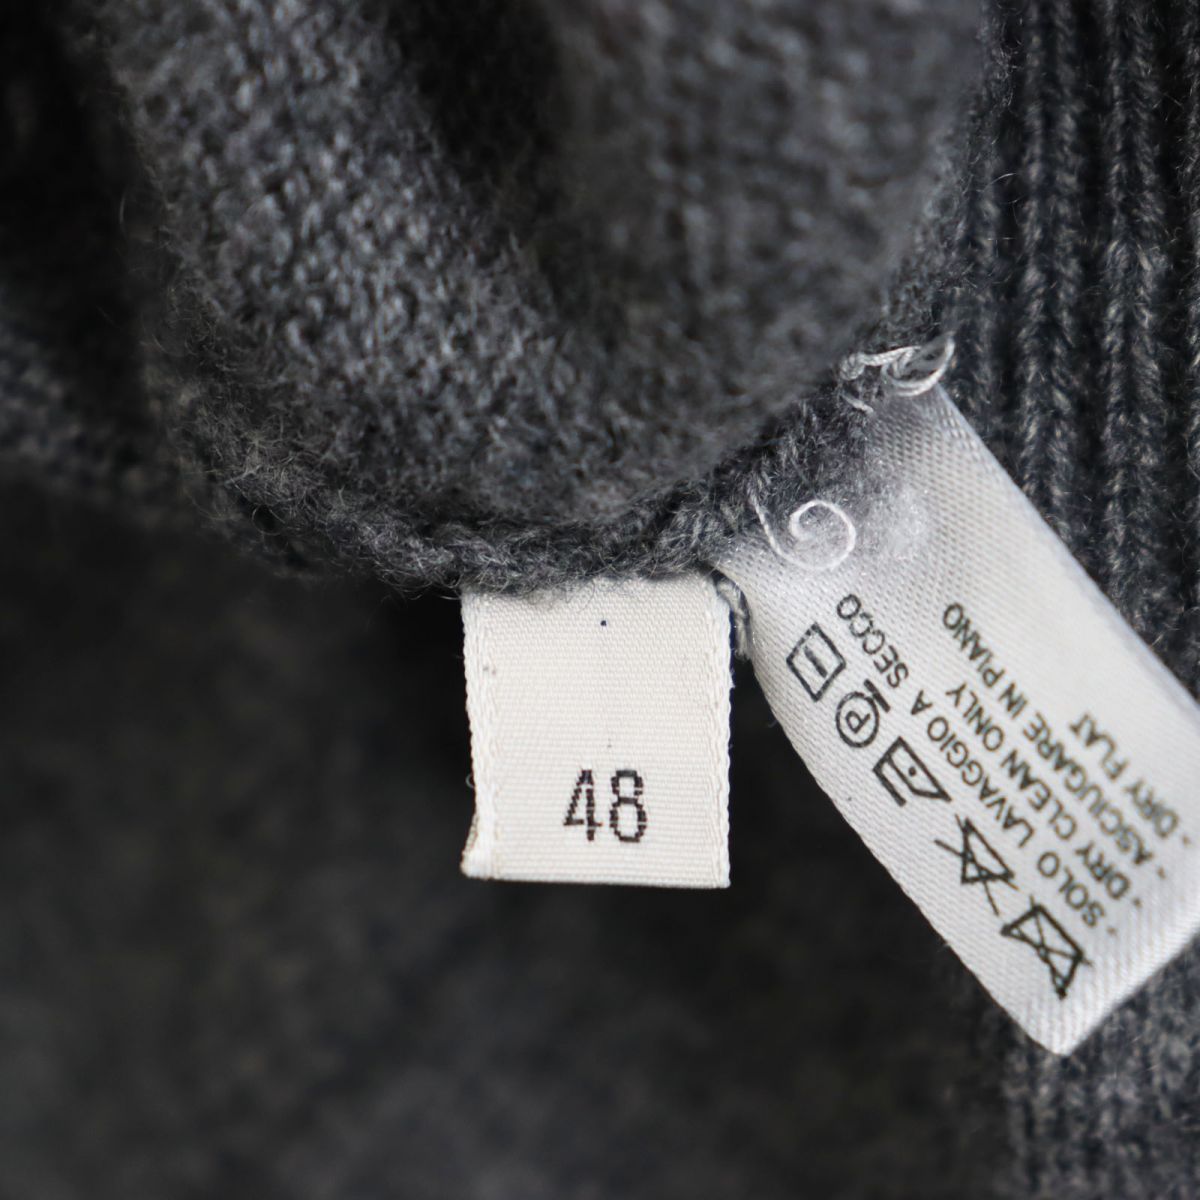 48
· SOLO LAVAGGIO A SECCO
· DRY CLEAN ONLY
· ASCIUGARE IN PIANO
· DRY FLAT
P